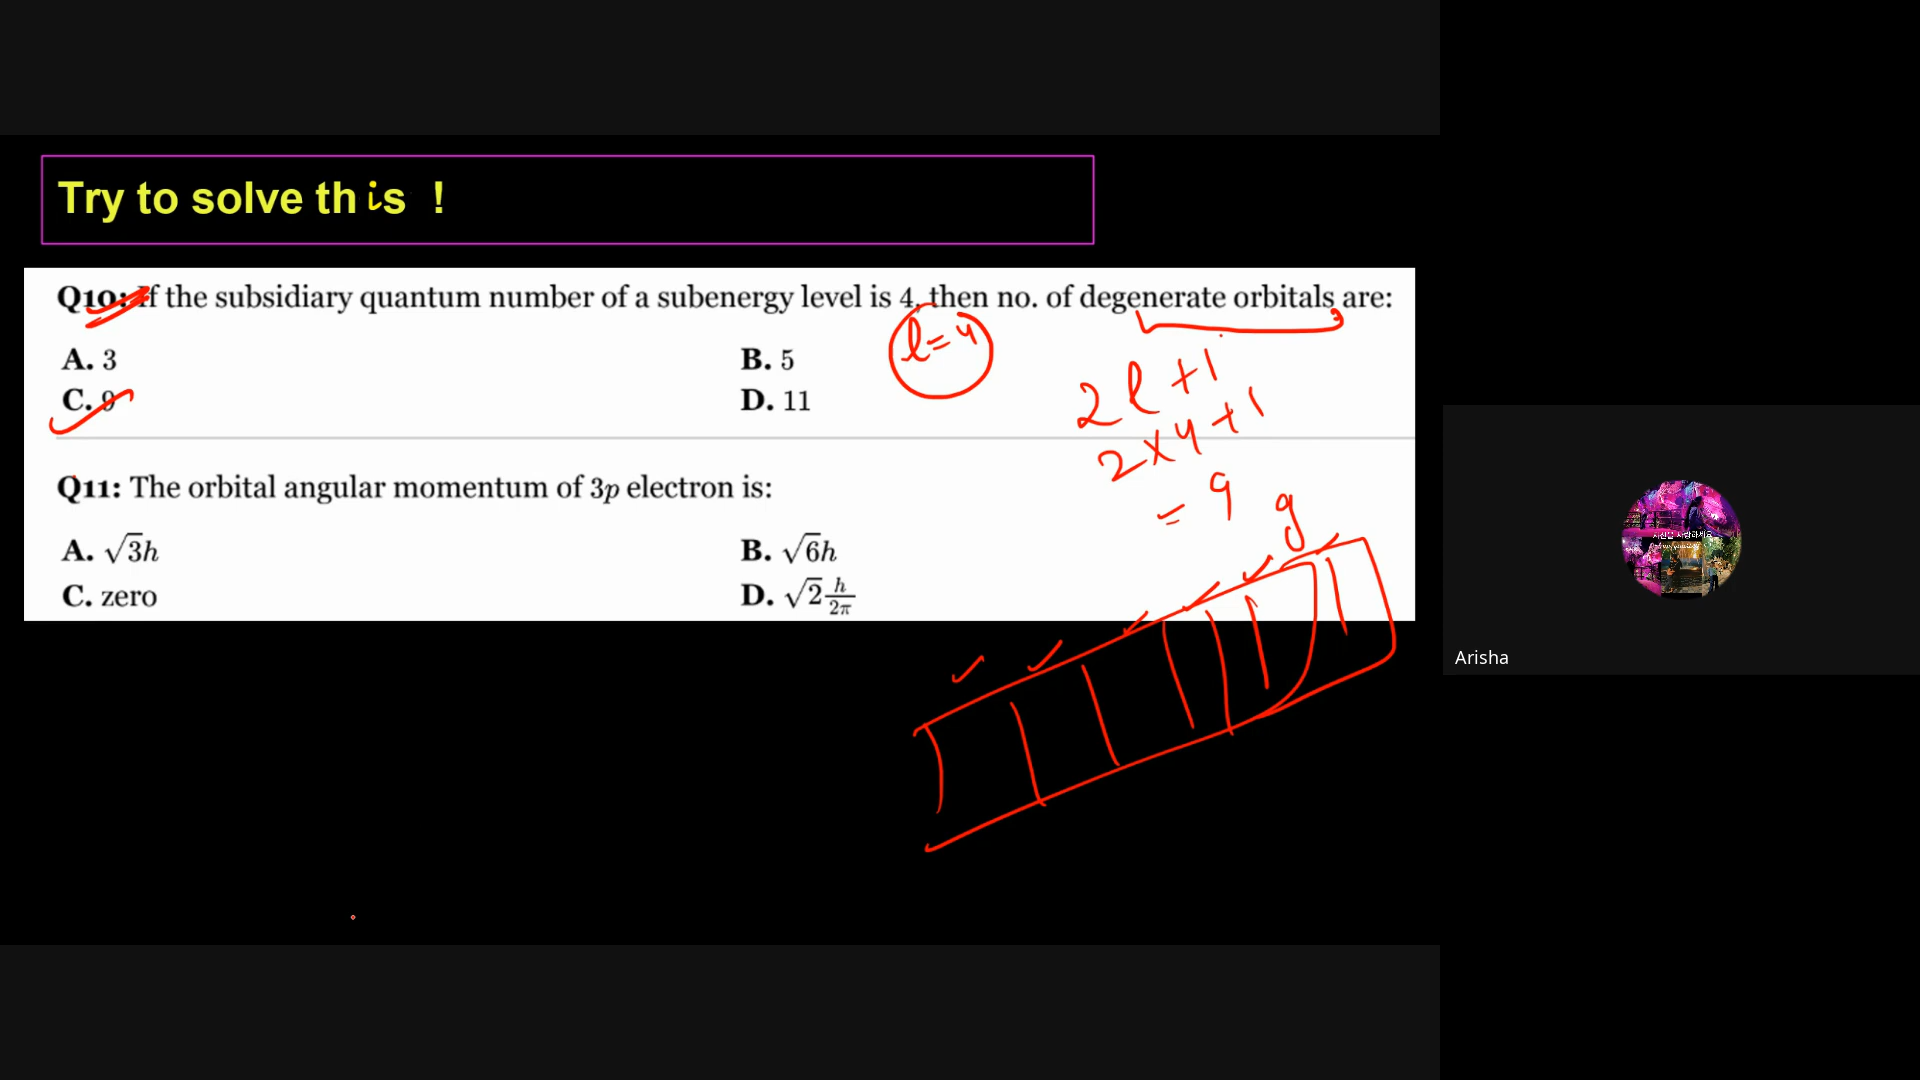 Try to solve this !
Q10: If the subsidiary quantum number of a subenergy level is 4, then no. of degenerate orbitals are:
l=4
A. 3
B. 5
C. 9
D. 11
2l+1
2×4+1
=9
g
Q11: The orbital angular momentum of 3p electron is:
A. √3h
B. √6h
C. zero
D. √2 h/2π
Arisha